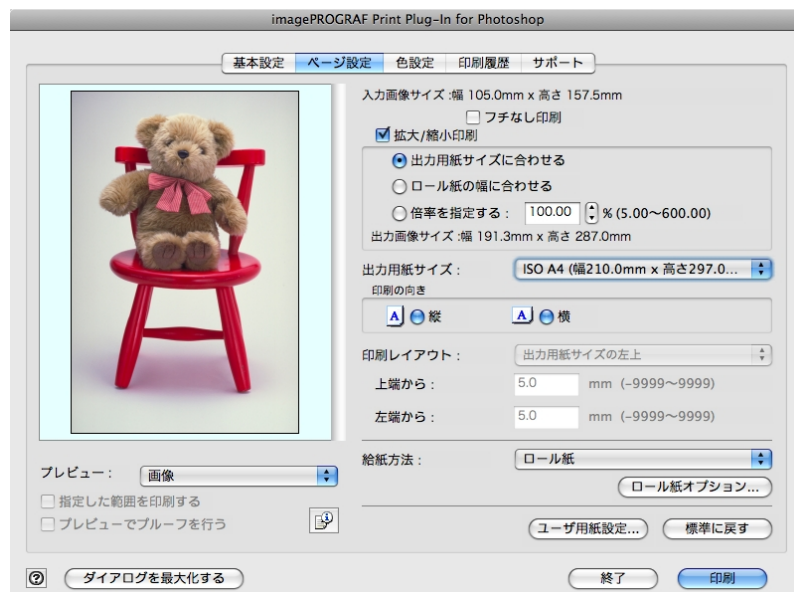 imagePROGRAF Print Plug-In for Photoshop
基本設定 ページ設定 色設定 印刷履歴 サポート
入力画像サイズ :幅 105.0mm x 高さ 157.5mm
フチなし印刷
拡大/縮小印刷
出力用紙サイズに合わせる
ロール紙の幅に合わせる
倍率を指定する : 100.00 % (5.00〜600.00)
出力画像サイズ :幅 191.3mm x 高さ 287.0mm
出力用紙サイズ : ISO A4 (幅210.0mm x 高さ297.0...
印刷の向き
A 縦 A 横
印刷レイアウト : 出力用紙サイズの左上
上端から : 5.0 mm (-9999〜9999)
左端から : 5.0 mm (-9999〜9999)
給紙方法 : ロール紙
ロール紙オプション...
プレビュー : 画像
指定した範囲を印刷する
プレビューでプルーフを行う
ユーザ用紙設定... 標準に戻す
? ダイアログを最大化する 終了 印刷